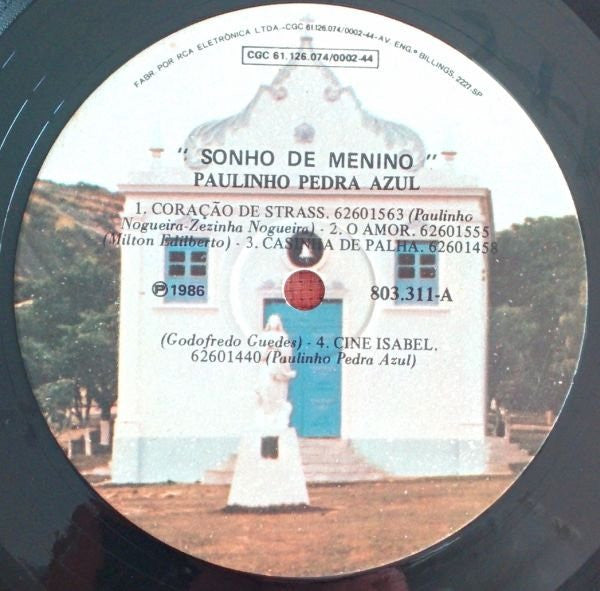 FABR. POR RCA ELETRÔNICA LTDA.-CGC 61.126.074/0002-44-AV. ENG.º BILLINGS, 2227-SP
CGC 61.126.074/0002-44
" SONHO DE MENINO "
PAULINHO PEDRA AZUL
1. CORAÇÃO DE STRASS. 62601563 (Paulinho
Nogueira-Zezinha Nogueira) - 2. O AMOR. 62601555
(Milton Edilberto) - 3. CASINHA DE PALHA. 62601458
Ⓟ 1986
803.311-A
(Godofredo Guedes) - 4. CINE ISABEL.
62601440 (Paulinho Pedra Azul)